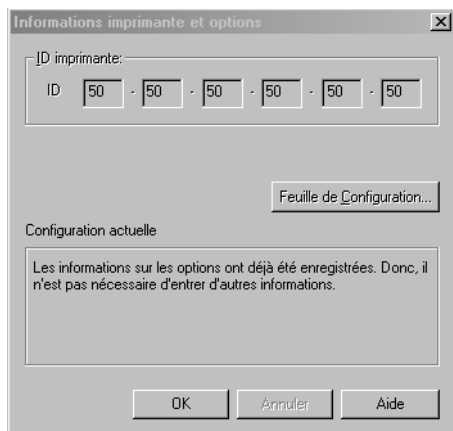 Informations imprimante et options
ID imprimante:
ID 50 - 50 - 50 - 50 - 50 - 50
Feuille de Configuration...
Configuration actuelle
Les informations sur les options ont déjà été enregistrées. Donc, il
n'est pas nécessaire d'entrer d'autres informations.
OK Annuler Aide